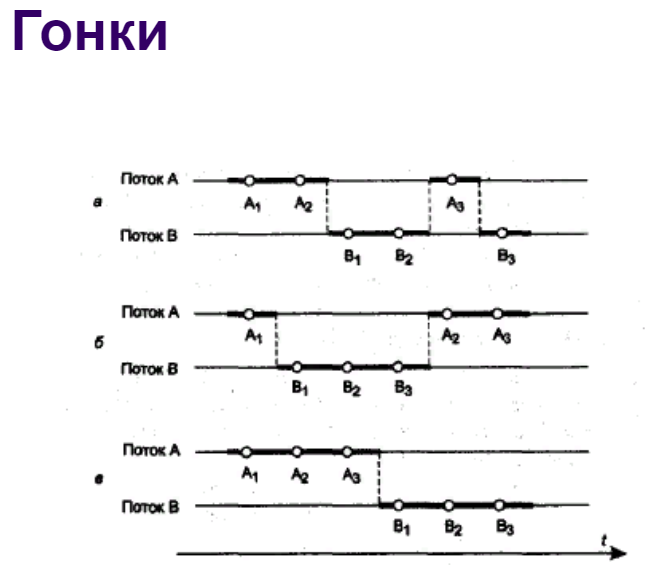 Гонки
Поток А
A1 A2 A3
а
Поток В
B1 B2 B3
Поток А
A1 A2 A3
б
Поток В
B1 B2 B3
Поток А
A1 A2 A3
в
Поток В
B1 B2 B3
t